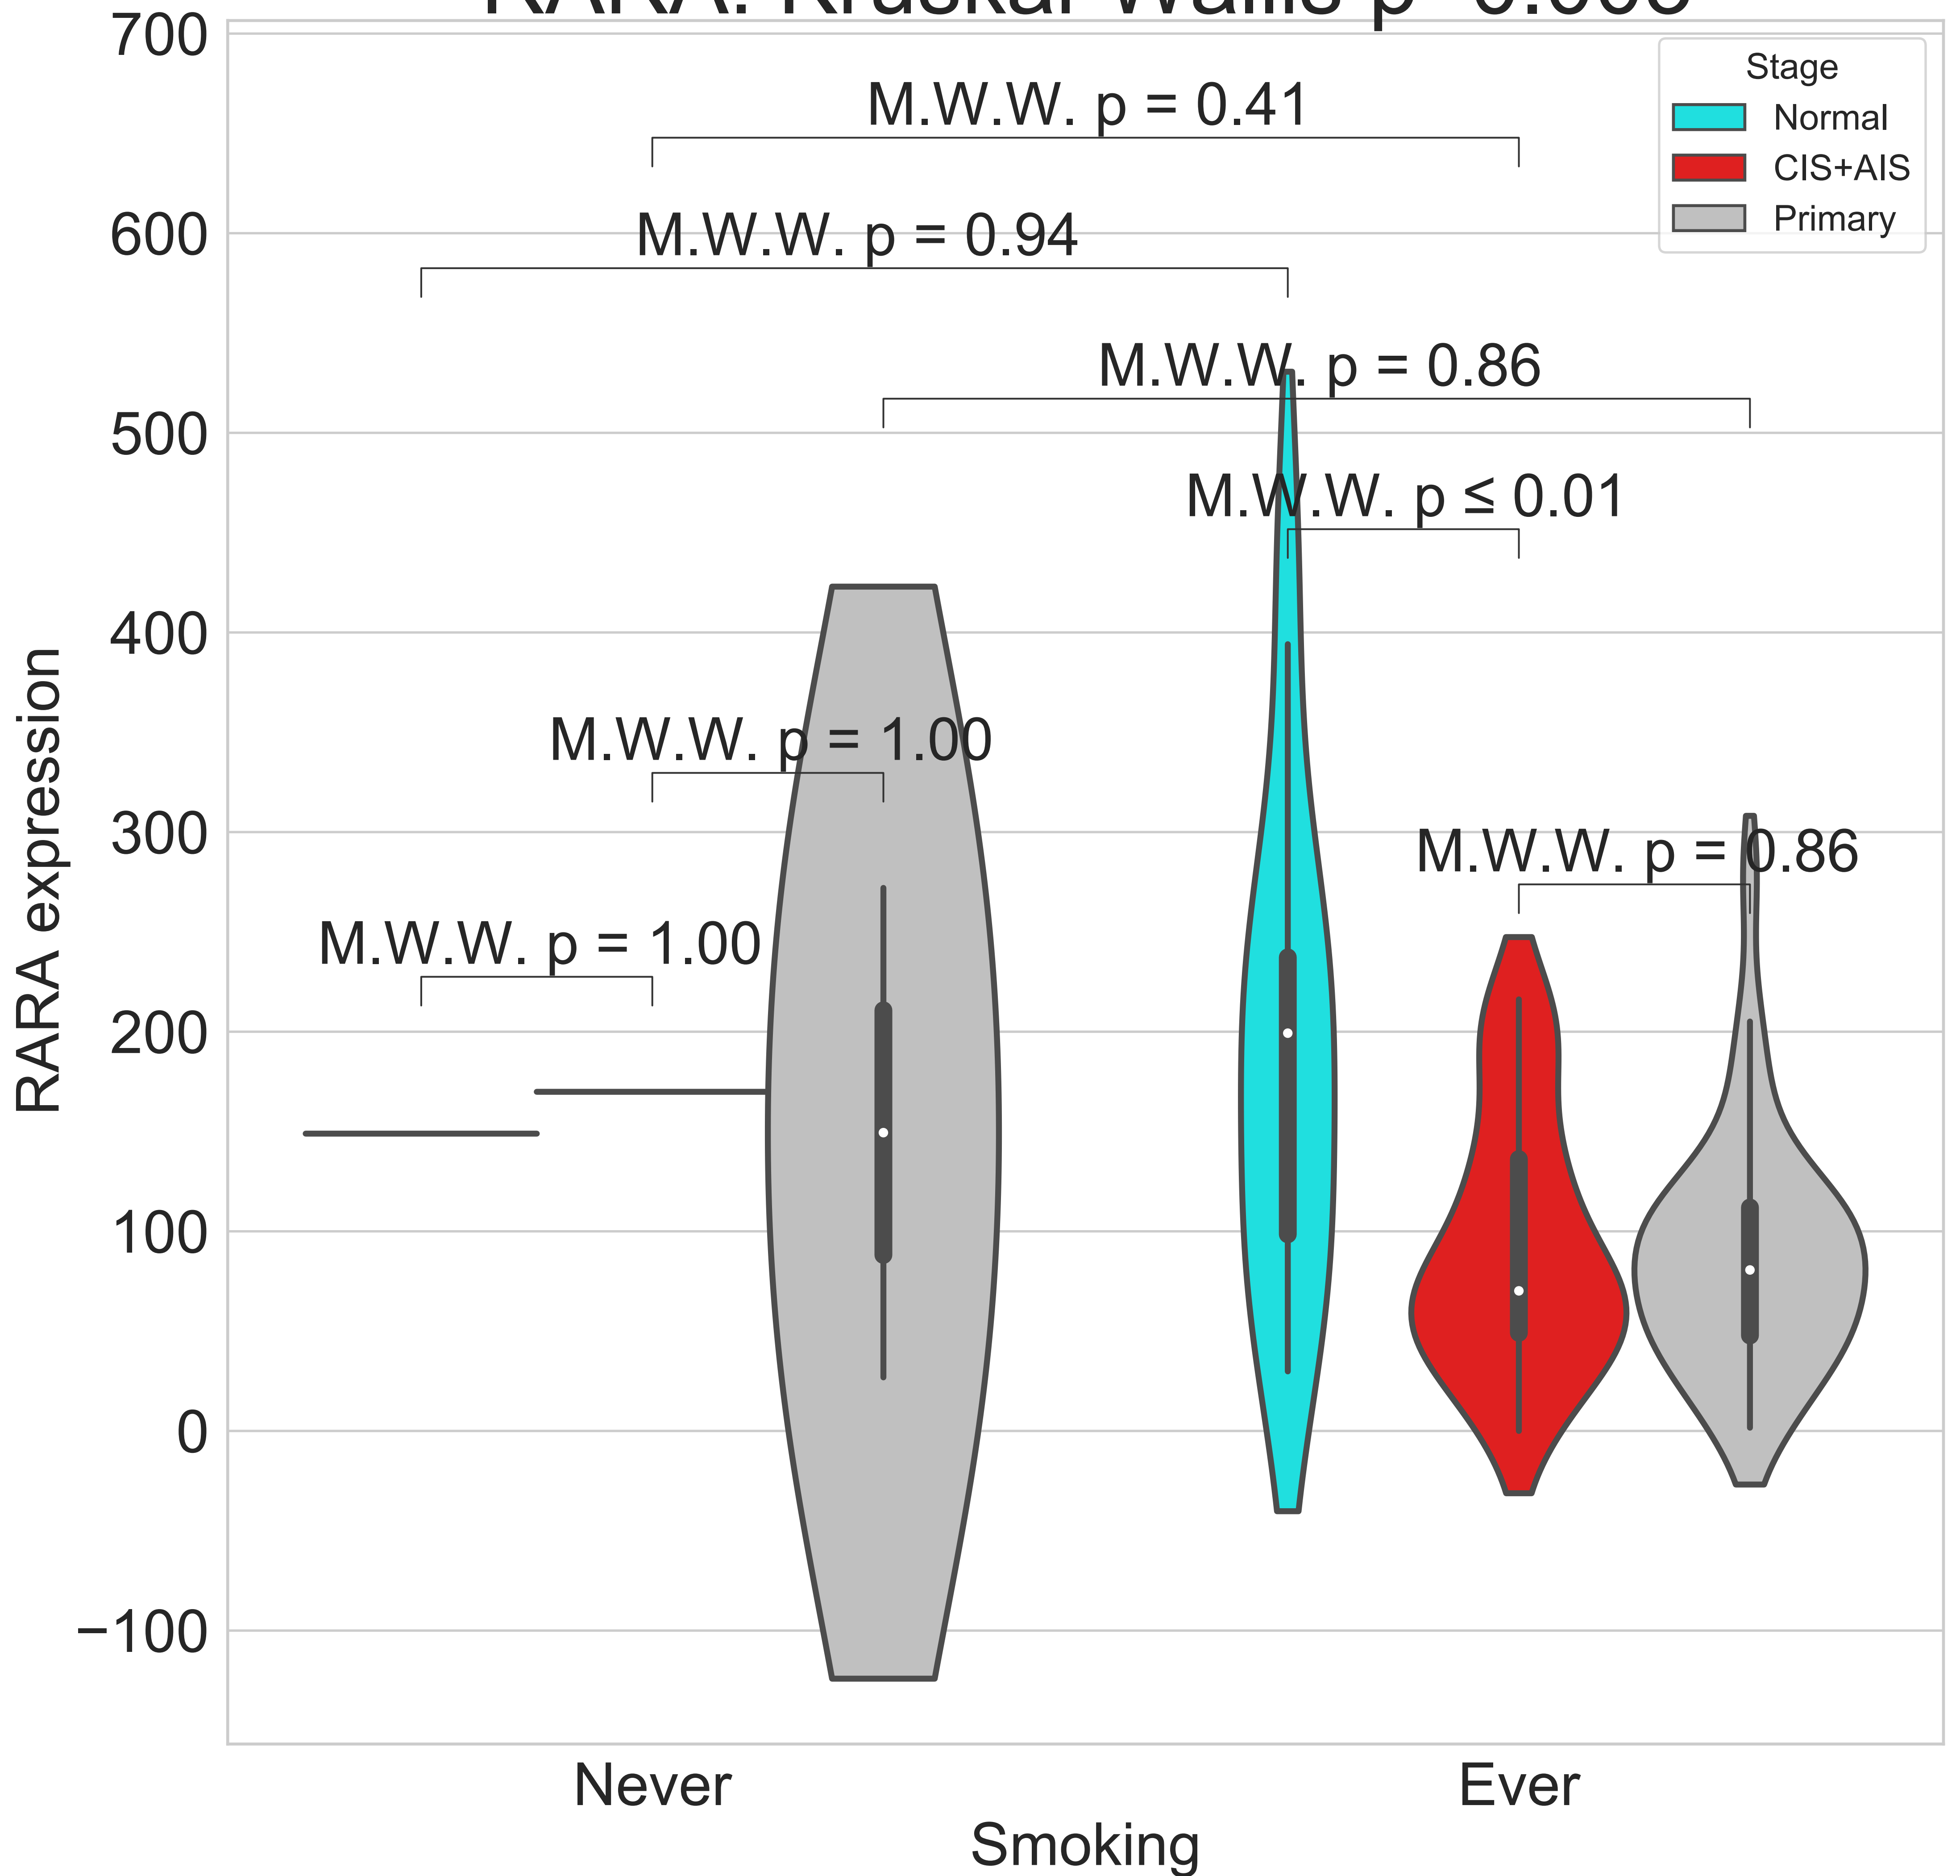 700
600
500
400
300
200
100
0
−100
RARA expression
M.W.W. p = 0.41
M.W.W. p = 0.94
M.W.W. p = 0.86
M.W.W. p ≤ 0.01
M.W.W. p = 1.00
M.W.W. p = 0.86
M.W.W. p = 1.00
Stage
Normal
CIS+AIS
Primary
Never
Ever
Smoking